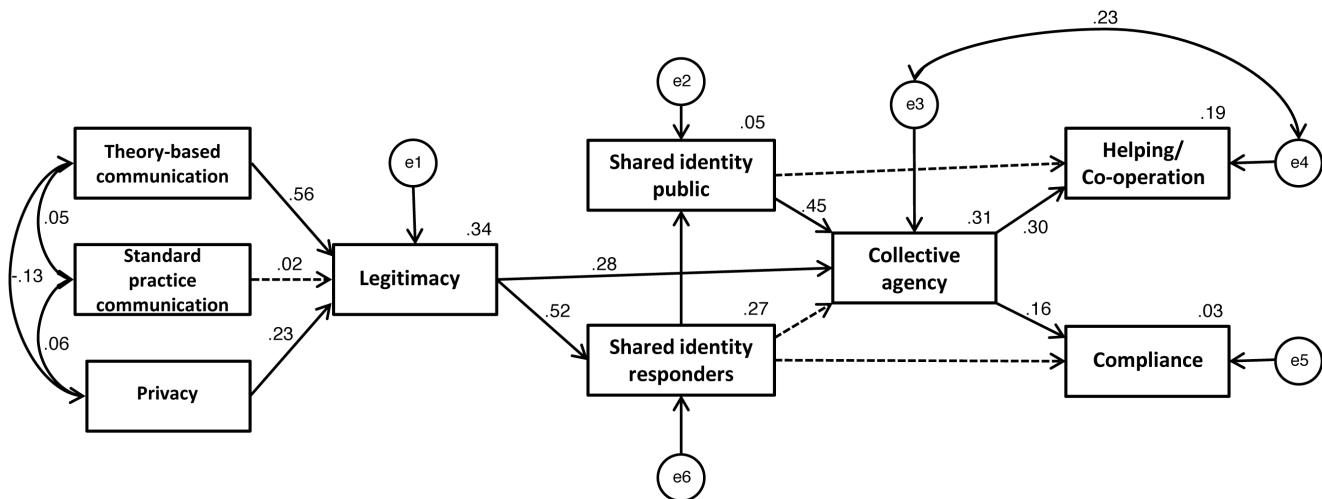 .23
e2
e3
.05
.19
Theory-based
communication
e1
Shared identity
public
Helping/
Co-operation
e4
.56
.05
.34
.45
.31
.30
-.13
Standard
practice
communication
.02
Legitimacy
.28
Collective
agency
.06
.23
.52
.27
.16
.03
Privacy
Shared identity
responders
Compliance
e5
e6